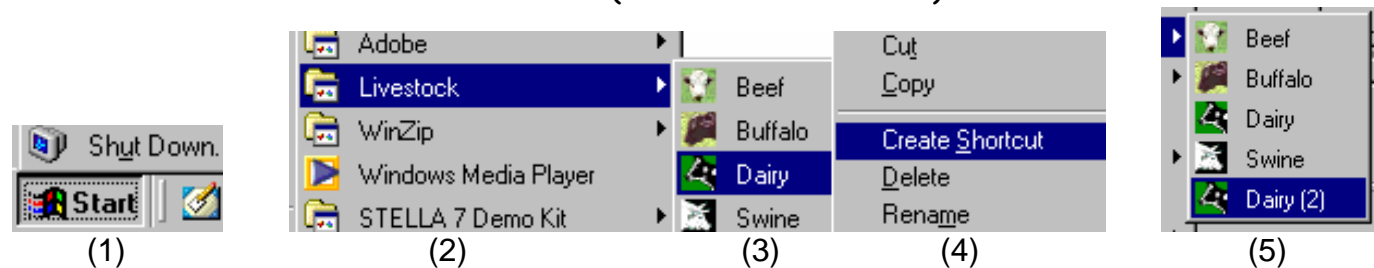 Shut Down.
Start
(1)
Adobe
Livestock
WinZip
Windows Media Player
STELLA 7 Demo Kit
(2)
Beef
Buffalo
Dairy
Swine
(3)
Cut
Copy
Create Shortcut
Delete
Rename
(4)
Beef
Buffalo
Dairy
Swine
Dairy (2)
(5)